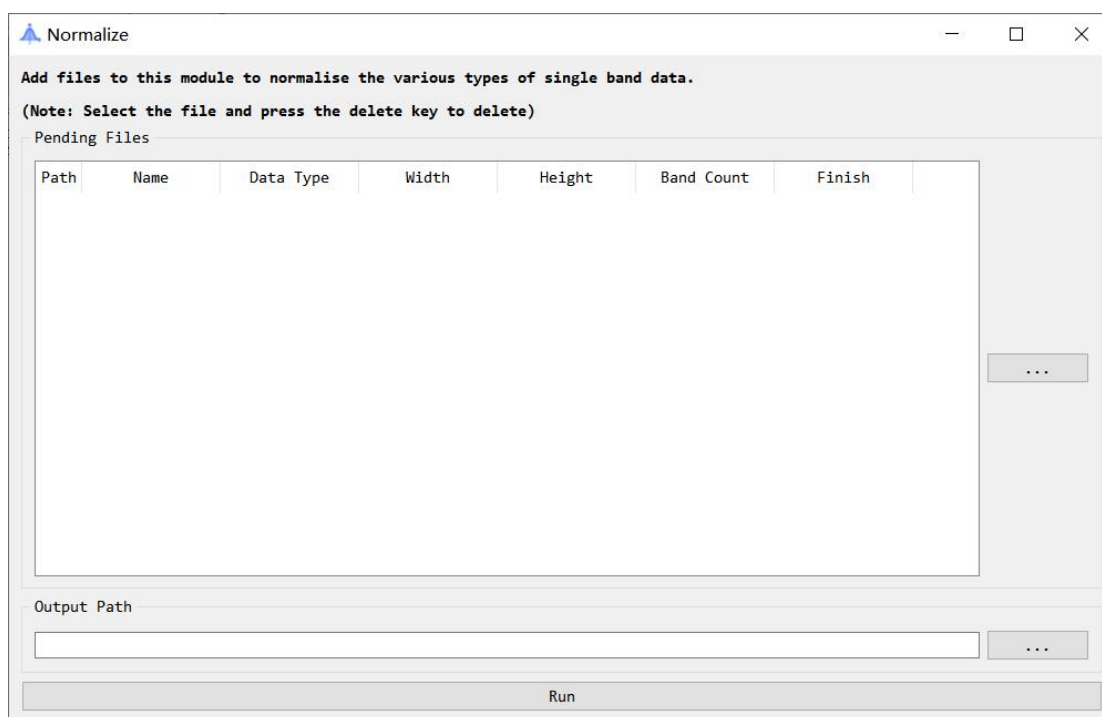 Normalize
Add files to this module to normalise the various types of single band data.
(Note: Select the file and press the delete key to delete)
Pending Files
Path Name Data Type Width Height Band Count Finish
...
Output Path
...
Run